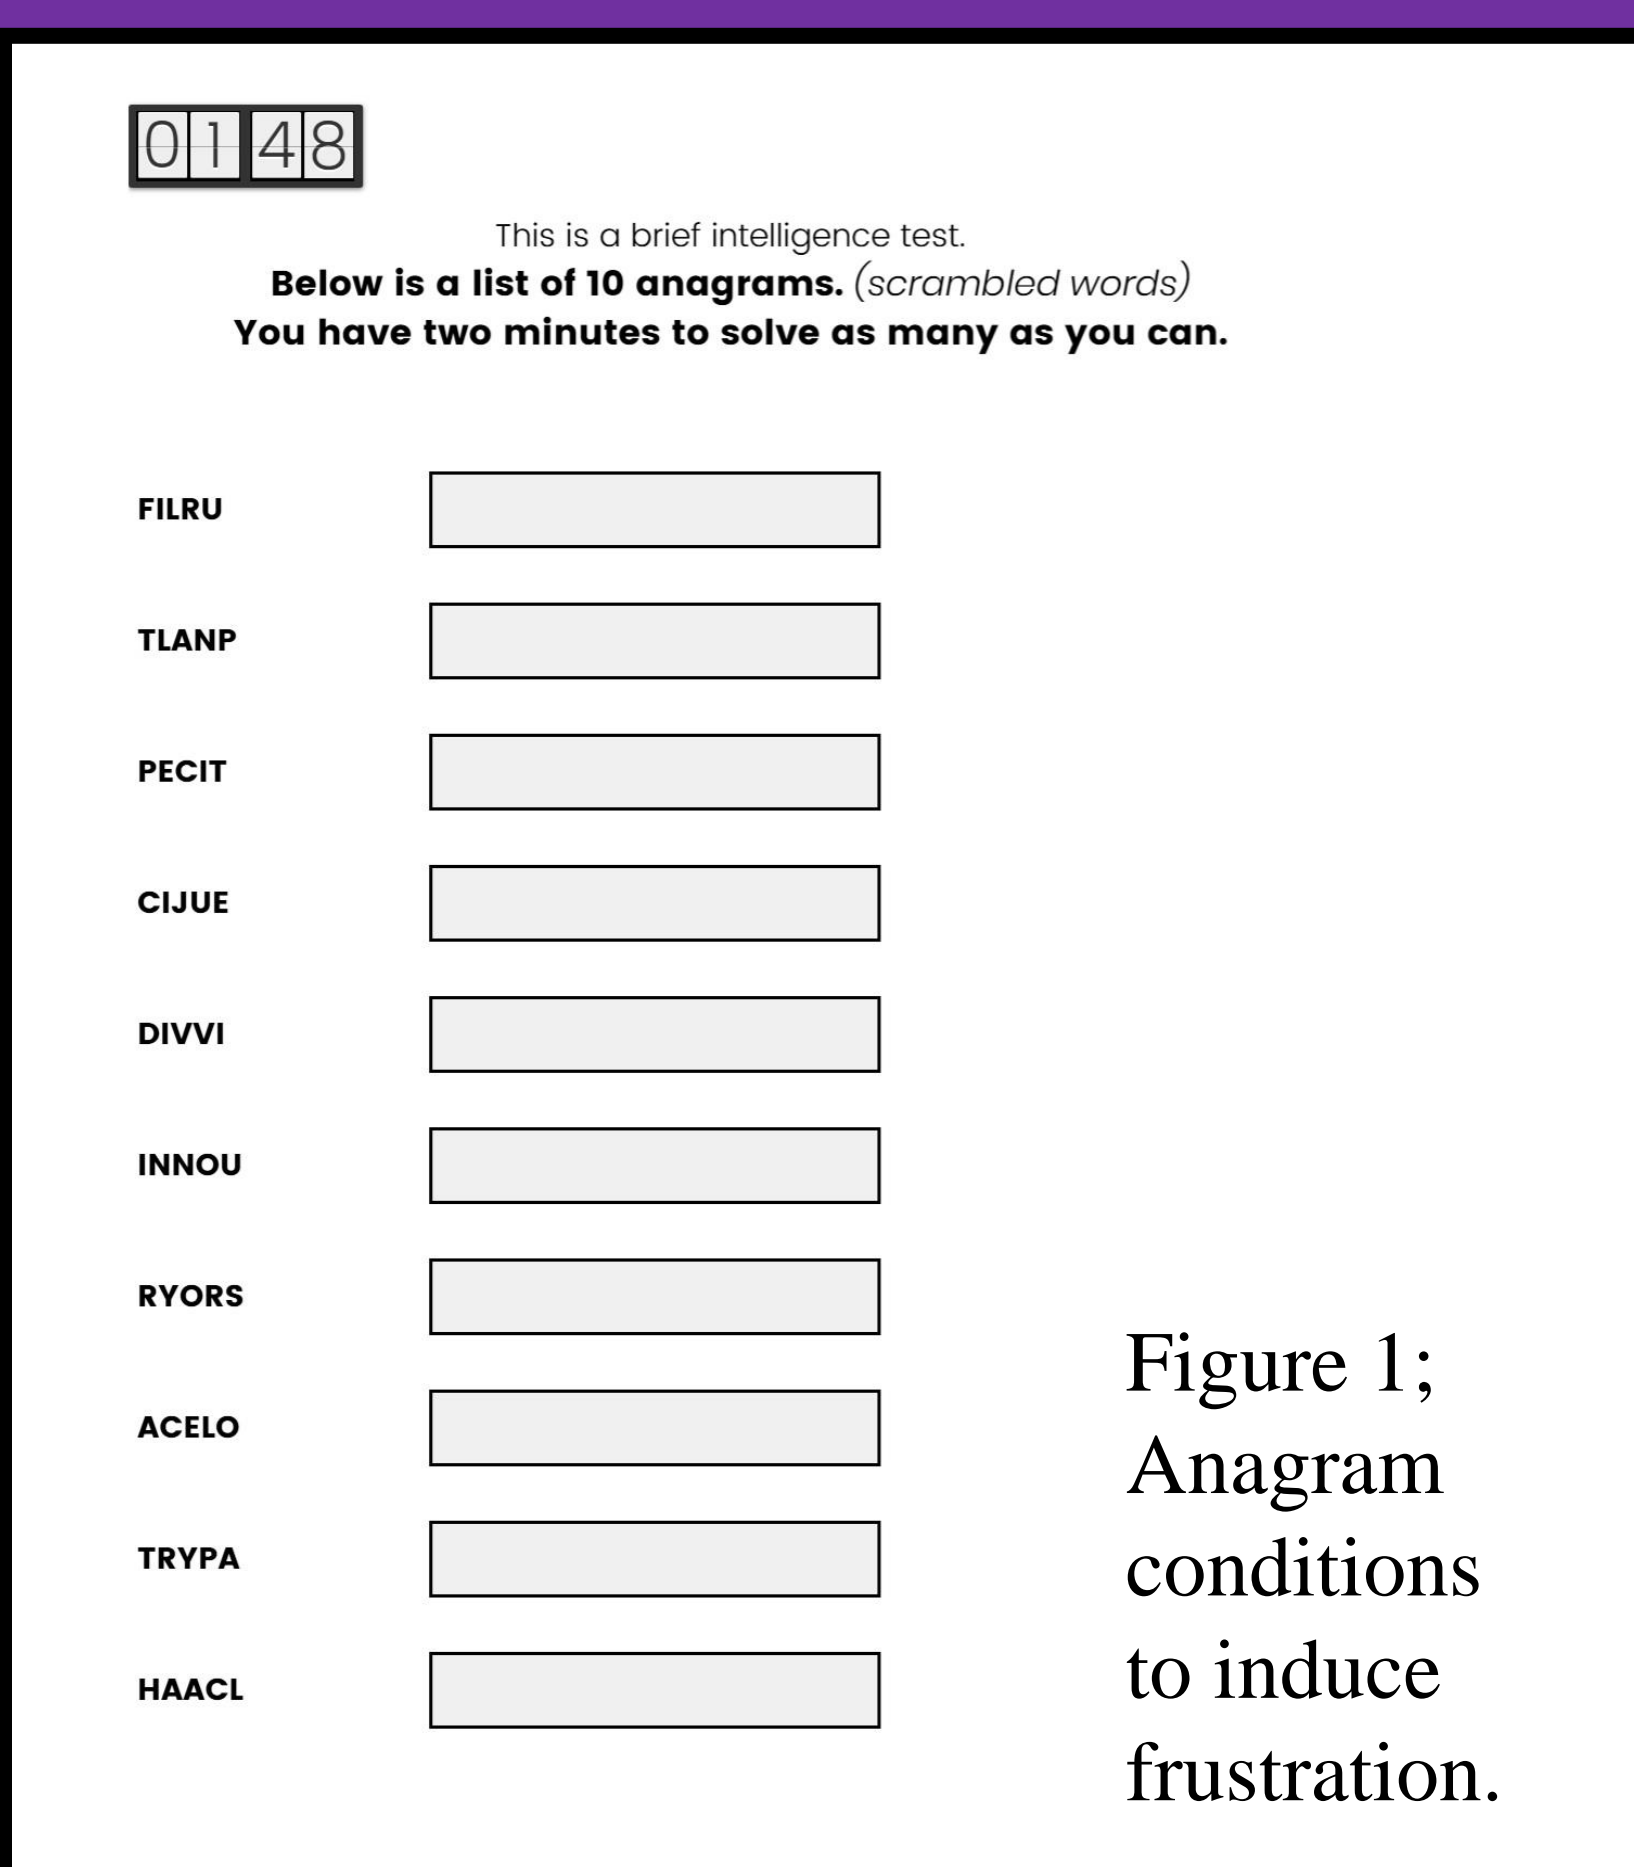 01 48
This is a brief intelligence test.
Below is a list of 10 anagrams. (scrambled words)
You have two minutes to solve as many as you can.
FILRU
TLANP
PECIT
CIJUE
DIVVI
INNOU
RYORS
ACELO
TRYPA
HAACL
Figure 1;
Anagram
conditions
to induce
frustration.